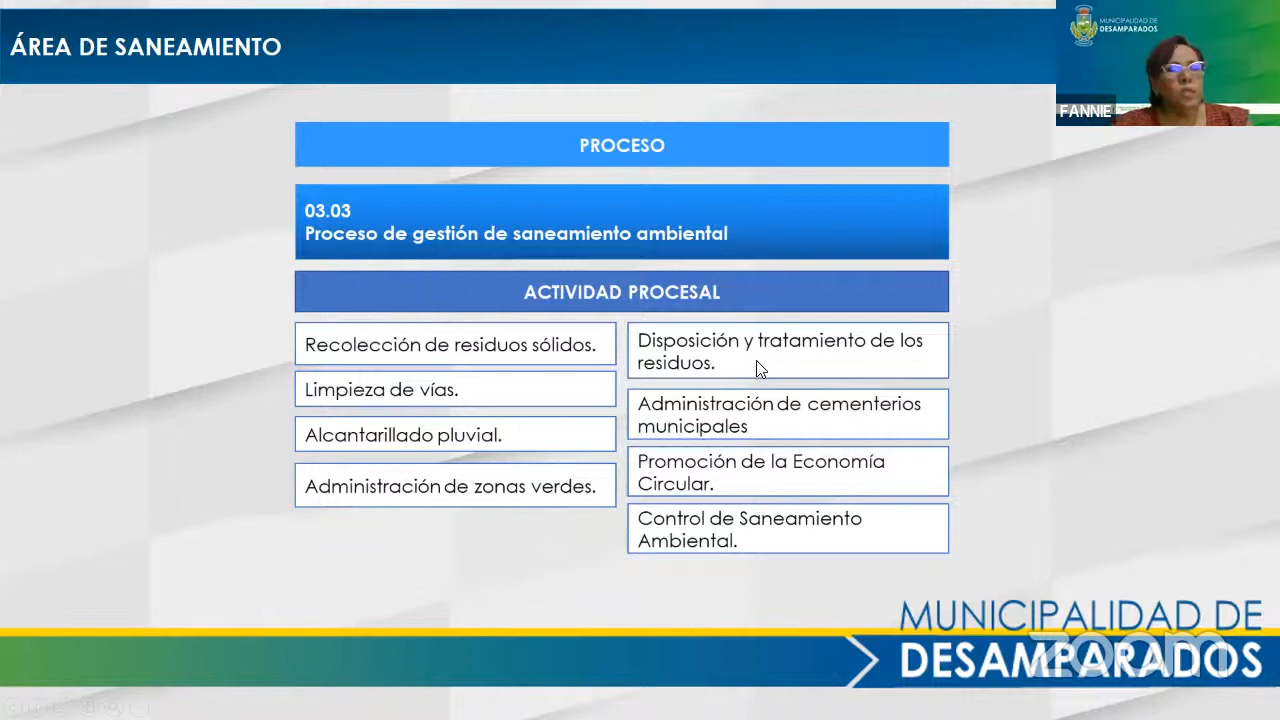 ÁREA DE SANEAMIENTO
MUNICIPALIDAD DE
DESAMPARADOS
FANNIE
PROCESO
03.03
Proceso de gestión de saneamiento ambiental
ACTIVIDAD PROCESAL
Recolección de residuos sólidos.
Limpieza de vías.
Alcantarillado pluvial.
Administración de zonas verdes.
Disposición y tratamiento de los
residuos.
Administración de cementerios
municipales
Promoción de la Economía
Circular.
Control de Saneamiento
Ambiental.
MUNICIPALIDAD DE
DESAMPARADOS
zoom